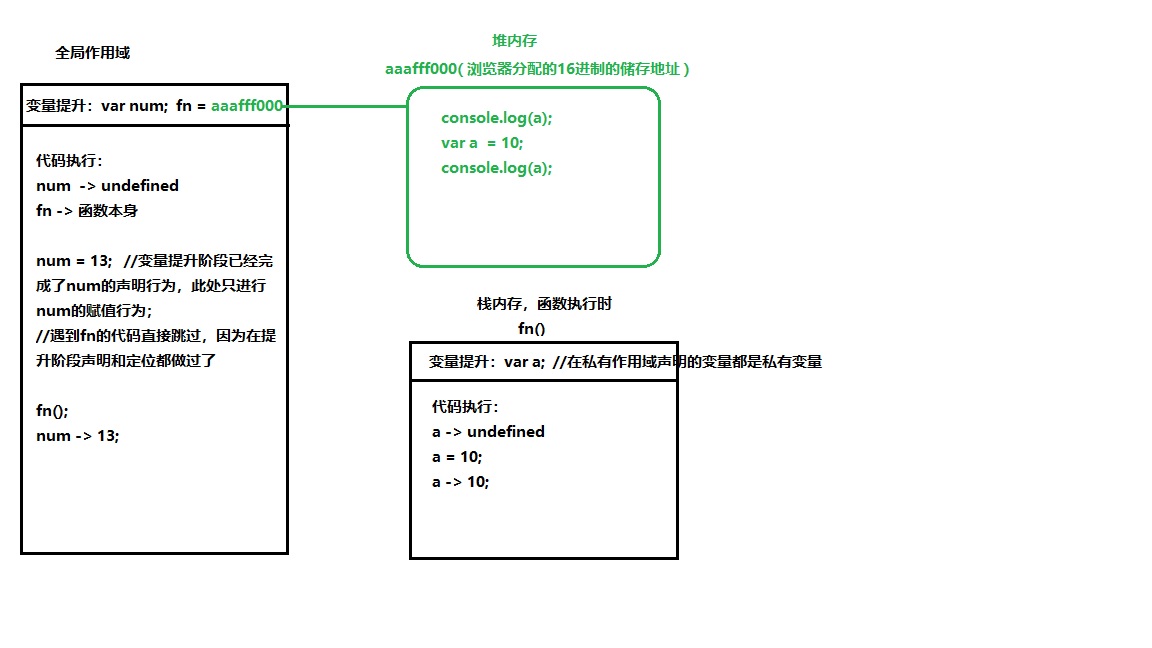 全局作用域
变量提升：var num;  fn = aaafff000
代码执行：
num  -> undefined
fn -> 函数本身
num = 13;   //变量提升阶段已经完
成了num的声明行为，此处只进行
num的赋值行为；
//遇到fn的代码直接跳过，因为在提
升阶段声明和定位都做过了
fn();
num -> 13;
堆内存
aaafff000( 浏览器分配的16进制的储存地址 )
console.log(a);
var a  = 10;
console.log(a);
栈内存，函数执行时
fn()
变量提升：var a;  //在私有作用域声明的变量都是私有变量
代码执行：
a -> undefined
a = 10;
a -> 10;